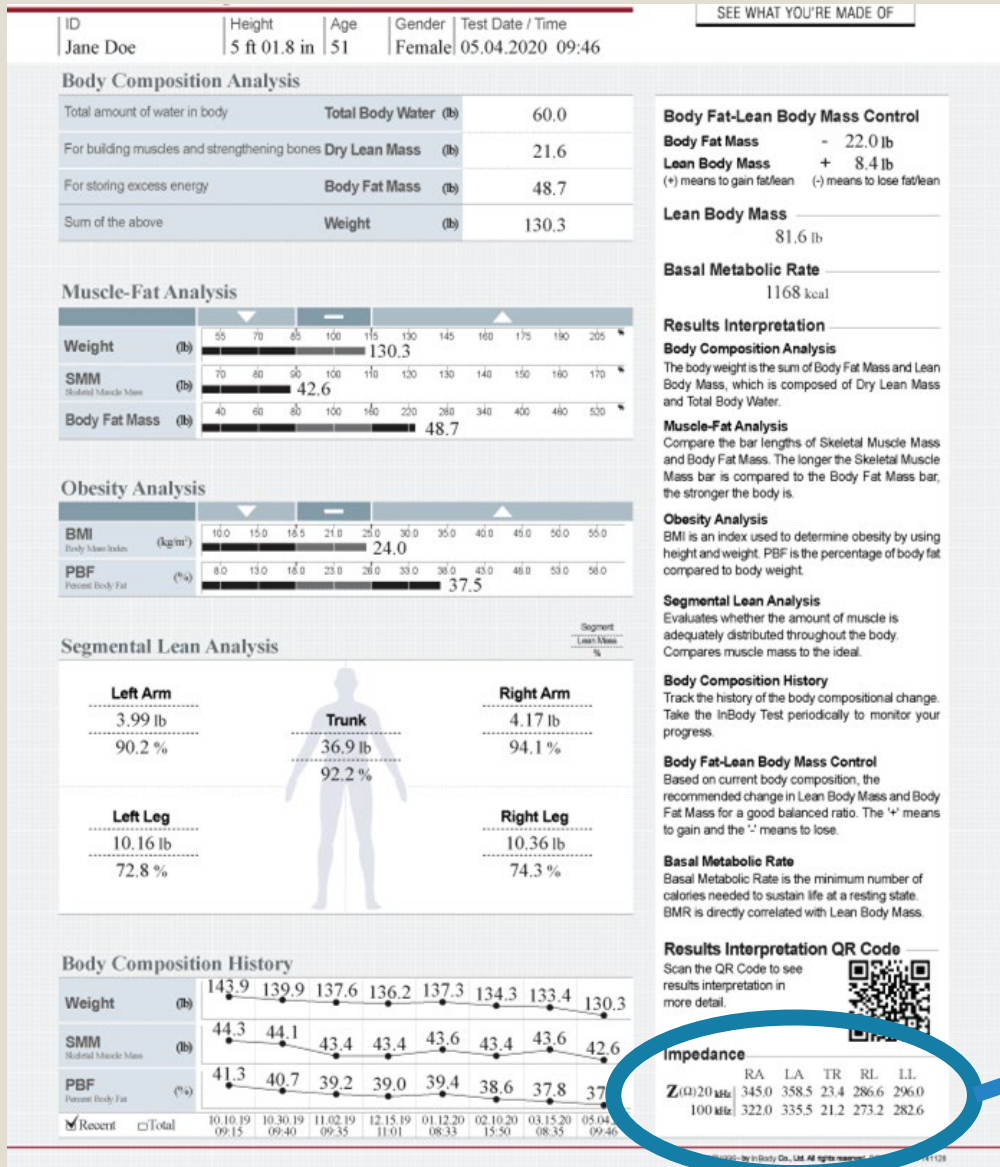 SEE WHAT YOU'RE MADE OF
ID Height Age Gender Test Date / Time
Jane Doe 5 ft 01.8 in 51 Female 05.04.2020 09:46
Body Composition Analysis
Total amount of water in body Total Body Water (lb) 60.0
For building muscles and strengthening bones Dry Lean Mass (lb) 21.6
For storing excess energy Body Fat Mass (lb) 48.7
Sum of the above Weight (lb) 130.3
Muscle-Fat Analysis
55 70 85 100 115 130 145 160 175 190 205 %
Weight (lb) 130.3
70 80 90 100 110 120 130 140 150 160 170 %
SMM (lb) 42.6
Skeletal Muscle Mass
40 60 80 100 160 220 280 340 400 460 520 %
Body Fat Mass (lb) 48.7
Obesity Analysis
10.0 15.0 18.5 21.0 25.0 30.0 35.0 40.0 45.0 50.0 55.0
BMI (kg/m²) 24.0
Body Mass Index
8.0 13.0 18.0 23.0 28.0 33.0 38.0 43.0 48.0 53.0 58.0
PBF (%) 37.5
Percent Body Fat
Segmental Lean Analysis
Segment
Lean Mass
%
Left Arm
3.99 lb
90.2 %
Trunk
36.9 lb
92.2 %
Right Arm
4.17 lb
94.1 %
Left Leg
10.16 lb
72.8 %
Right Leg
10.36 lb
74.3 %
Body Composition History
Weight (lb) 143.9 139.9 137.6 136.2 137.3 134.3 133.4 130.3
SMM (lb) 44.3 44.1 43.4 43.4 43.6 43.4 43.6 42.6
Skeletal Muscle Mass
PBF (%) 41.3 40.7 39.2 39.0 39.4 38.6 37.8 37
Percent Body Fat
Recent Total 10.10.19 10.30.19 11.02.19 12.15.19 01.12.20 02.10.20 03.15.20 05.04.
09:15 09:40 09:35 11:01 08:33 15:50 08:35 09:46
Body Fat-Lean Body Mass Control
Body Fat Mass - 22.0 lb
Lean Body Mass + 8.4 lb
(+) means to gain fat/lean (-) means to lose fat/lean
Lean Body Mass
81.6 lb
Basal Metabolic Rate
1168 kcal
Results Interpretation
Body Composition Analysis
The body weight is the sum of Body Fat Mass and Lean
Body Mass, which is composed of Dry Lean Mass
and Total Body Water.
Muscle-Fat Analysis
Compare the bar lengths of Skeletal Muscle Mass
and Body Fat Mass. The longer the Skeletal Muscle
Mass bar is compared to the Body Fat Mass bar,
the stronger the body is.
Obesity Analysis
BMI is an index used to determine obesity by using
height and weight. PBF is the percentage of body fat
compared to body weight.
Segmental Lean Analysis
Evaluates whether the amount of muscle is
adequately distributed throughout the body.
Compares muscle mass to the ideal.
Body Composition History
Track the history of the body compositional change.
Take the InBody Test periodically to monitor your
progress.
Body Fat-Lean Body Mass Control
Based on current body composition, the
recommended change in Lean Body Mass and Body
Fat Mass for a good balanced ratio. The '+' means
to gain and the '-' means to lose.
Basal Metabolic Rate
Basal Metabolic Rate is the minimum number of
calories needed to sustain life at a resting state.
BMR is directly correlated with Lean Body Mass.
Results Interpretation QR Code
Scan the QR Code to see
results interpretation in
more detail.
Impedance
RA LA TR RL LL
Z(Ω)20 kHz 345.0 358.5 23.4 286.6 296.0
100 kHz 322.0 335.5 21.2 273.2 282.6
by InBody Co., Ltd. All rights reserved.